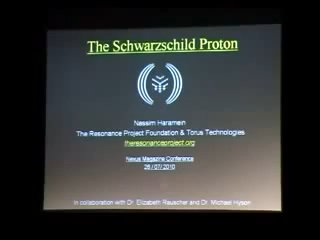 The Schwarzschild Proton
Nassim Haramein
The Resonance Project Foundation & Torus Technologies
theresonanceproject.org
Nexus Magazine Conference
26 / 07/ 2010
In collaboration with Dr. Elizabeth Rauscher and Dr. Michael Hyson